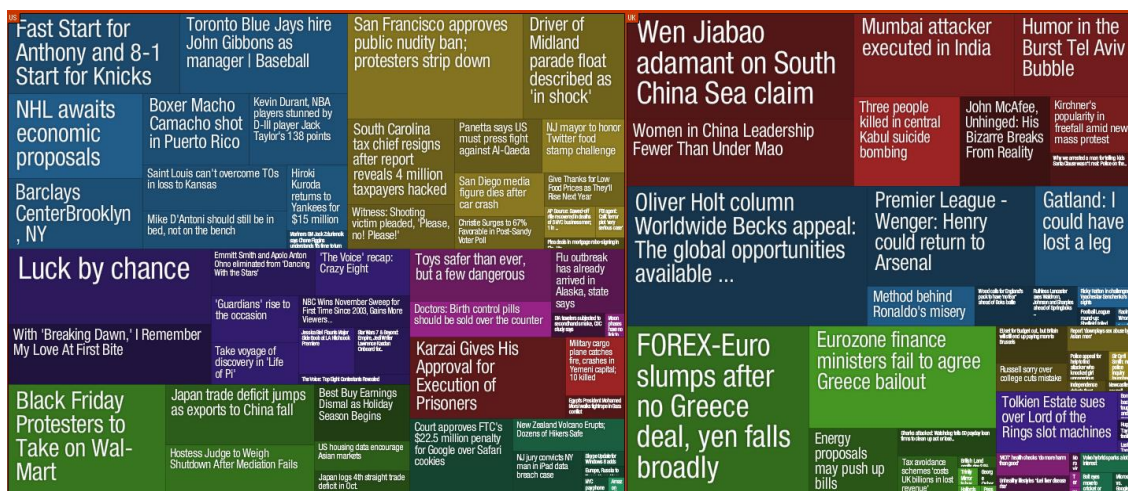 US
Fast Start for
Anthony and 8-1
Start for Knicks
Toronto Blue Jays hire
John Gibbons as
manager | Baseball
NHL awaits
economic
proposals
Boxer Macho
Camacho shot
in Puerto Rico
Kevin Durant, NBA
players stunned by
D-III player Jack
Taylor's 138 points
Saint Louis can't overcome TOs
in loss to Kansas
Hiroki
Kuroda
returns to
Yankees for
$15 million
Barclays
CenterBrooklyn
, NY
Mike D'Antoni should still be in
bed, not on the bench
San Francisco approves
public nudity ban;
protesters strip down
Driver of
Midland
parade float
described as
'in shock'
South Carolina
tax chief resigns
after report
reveals 4 million
taxpayers hacked
Panetta says US
must press fight
against Al-Qaeda
NJ mayor to honor
Twitter food
stamp challenge
San Diego media
figure dies after
car crash
Give Thanks for Low
Food Prices as They'll
Rise Next Year
Witness: Shooting
victim pleaded, 'Please,
no! Please!'
Christie Surges to 67%
Favorable in Post-Sandy
Voter Poll
Luck by chance
Emmitt Smith and Apolo Anton
Ohno eliminated from 'Dancing
With the Stars'
'The Voice' recap:
Crazy Eight
'Guardians' rise to
the occasion
NBC Wins November Sweep for
First Time Since 2003, Gains More
Viewers...
With 'Breaking Dawn,' I Remember
My Love At First Bite
Take voyage of
discovery in 'Life
of Pi'
Toys safer than ever,
but a few dangerous
Flu outbreak
has already
arrived in
Alaska, state
says
Doctors: Birth control pills
should be sold over the counter
Karzai Gives His
Approval for
Execution of
Prisoners
Military cargo
plane catches
fire, crashes in
Yemeni capital;
10 killed
Black Friday
Protesters to
Take on Wal-
Mart
Japan trade deficit jumps
as exports to China fall
Best Buy Earnings
Dismal as Holiday
Season Begins
Hostess Judge to Weigh
Shutdown After Mediation Fails
US housing data encourage
Asian markets
Japan logs 4th straight trade
deficit in Oct.
Court approves FTC's
$22.5 million penalty
for Google over Safari
cookies
New Zealand Volcano Erupts;
Dozens of Hikers Safe
NJ jury convicts NY
man in iPad data
breach case
UK
Wen Jiabao
adamant on South
China Sea claim
Women in China Leadership
Fewer Than Under Mao
Mumbai attacker
executed in India
Humor in the
Burst Tel Aviv
Bubble
Three people
killed in central
Kabul suicide
bombing
John McAfee,
Unhinged: His
Bizarre Breaks
From Reality
Kirchner's
popularity in
freefall amid new
mass protest
Oliver Holt column
Worldwide Becks appeal:
The global opportunities
available ...
Premier League -
Wenger: Henry
could return to
Arsenal
Gatland: I
could have
lost a leg
Method behind
Ronaldo's misery
FOREX-Euro
slumps after
no Greece
deal, yen falls
broadly
Eurozone finance
ministers fail to agree
Greece bailout
Russell sorry over
college cuts mistake
Tolkien Estate sues
over Lord of the
Rings slot machines
Energy
proposals
may push up
bills
Tax avoidance
schemes 'costs
UK billions in lost
revenue'